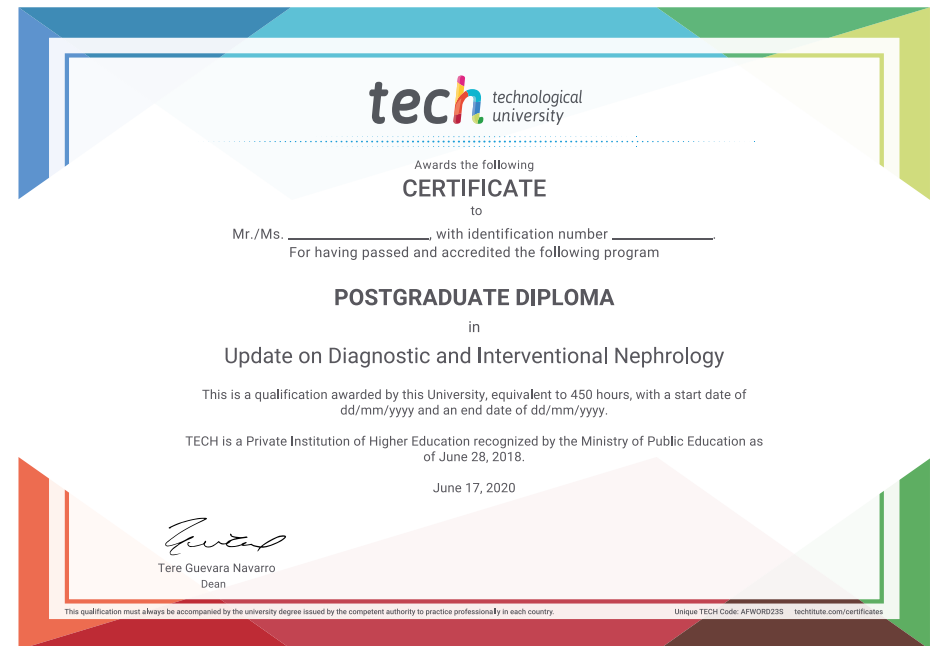 tech technological
university
Awards the following
CERTIFICATE
to
Mr./Ms. ____________________, with identification number ______________.
For having passed and accredited the following program
POSTGRADUATE DIPLOMA
in
Update on Diagnostic and Interventional Nephrology
This is a qualification awarded by this University, equivalent to 450 hours, with a start date of
dd/mm/yyyy and an end date of dd/mm/yyyy.
TECH is a Private Institution of Higher Education recognized by the Ministry of Public Education as
of June 28, 2018.
June 17, 2020
Tere Guevara Navarro
Dean
This qualification must always be accompanied by the university degree issued by the competent authority to practice professionally in each country.
Unique TECH Code: AFWORD23S techtitute.com/certificates